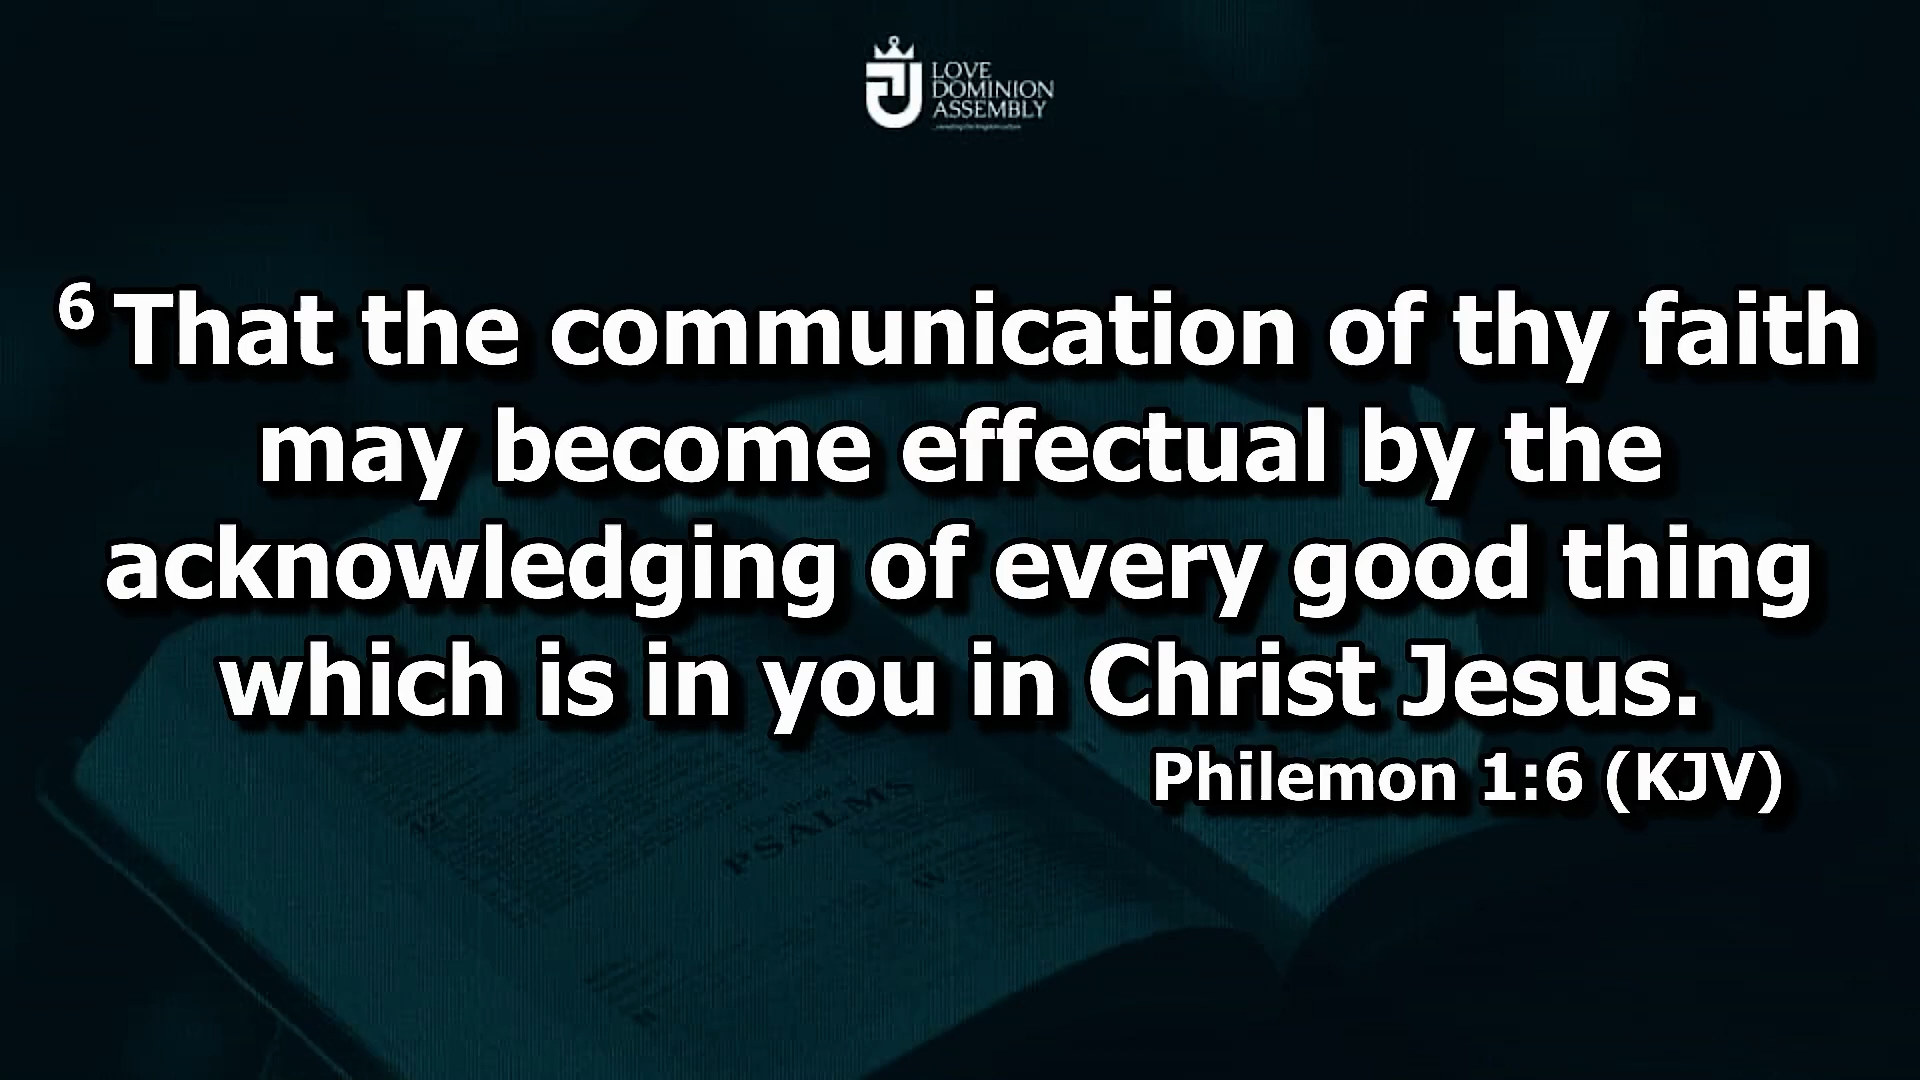 LOVE
DOMINION
ASSEMBLY
6 That the communication of thy faith
may become effectual by the
acknowledging of every good thing
which is in you in Christ Jesus.
Philemon 1:6 (KJV)
PSALMS